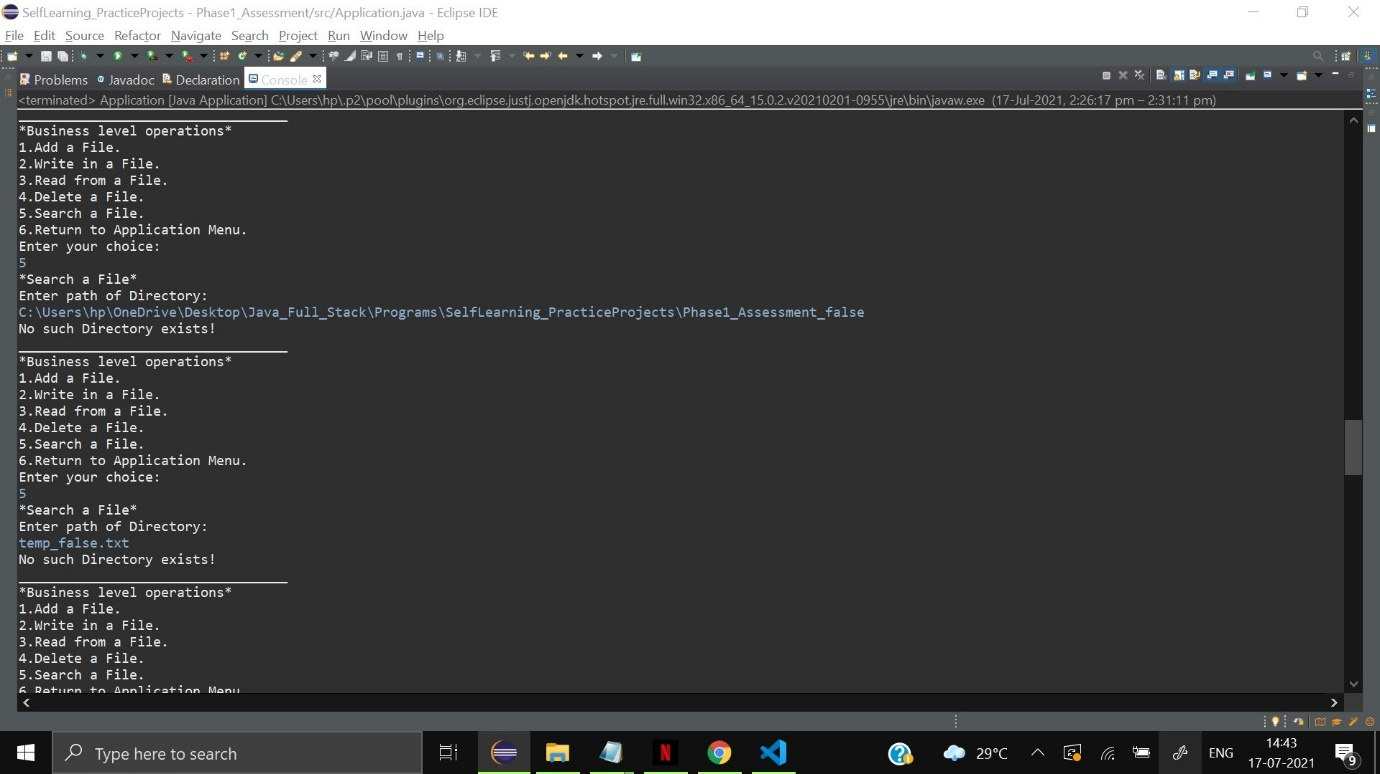 SelfLearning_PracticeProjects - Phase1_Assessment/src/Application.java - Eclipse IDE
File Edit Source Refactor Navigate Search Project Run Window Help
Problems @ Javadoc Declaration Console
<terminated> Application [Java Application] C:\Users\hp\.p2\pool\plugins\org.eclipse.justj.openjdk.hotspot.jre.full.win32.x86_64_15.0.2.v20210201-0955\jre\bin\javaw.exe (17-Jul-2021, 2:26:17 pm – 2:31:11 pm)
*Business level operations*
1.Add a File.
2.Write in a File.
3.Read from a File.
4.Delete a File.
5.Search a File.
6.Return to Application Menu.
Enter your choice:
5
*Search a File*
Enter path of Directory:
C:\Users\hp\OneDrive\Desktop\Java_Full_Stack\Programs\SelfLearning_PracticeProjects\Phase1_Assessment_false
No such Directory exists!
*Business level operations*
1.Add a File.
2.Write in a File.
3.Read from a File.
4.Delete a File.
5.Search a File.
6.Return to Application Menu.
Enter your choice:
5
*Search a File*
Enter path of Directory:
temp_false.txt
No such Directory exists!
*Business level operations*
1.Add a File.
2.Write in a File.
3.Read from a File.
4.Delete a File.
5.Search a File.
6.Return to Application Menu.
Type here to search
29°C
ENG
14:43
17-07-2021
9